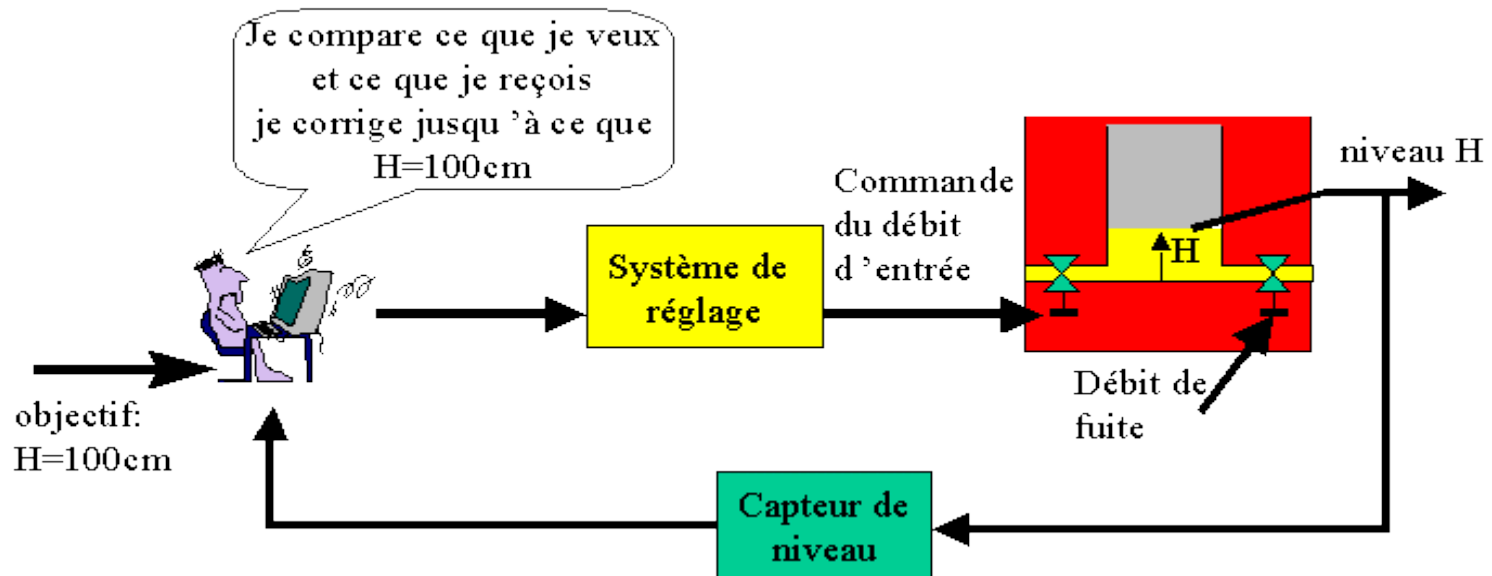 Je compare ce que je veux
et ce que je reçois
je corrige jusqu ’à ce que
H=100cm
niveau H
Commande
du débit
d ’entrée
H
Système de
réglage
Débit de
fuite
objectif:
H=100cm
Capteur de
niveau